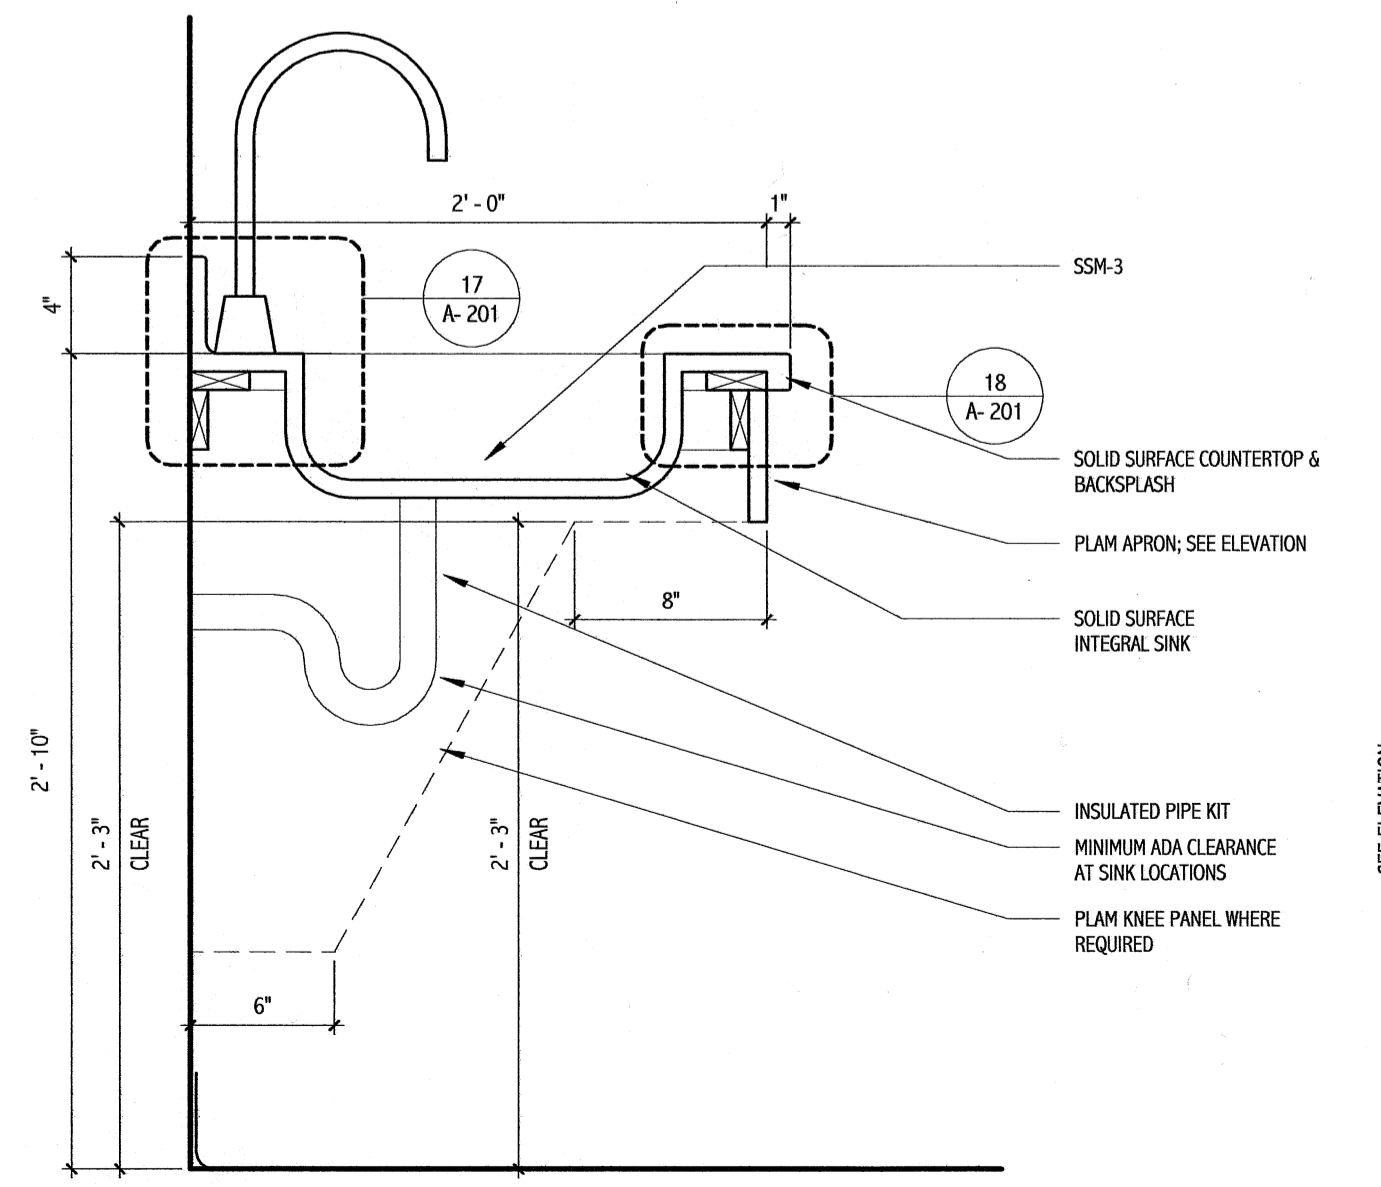 2' - 0"
1"
4"
17
A- 201
SSM-3
18
A- 201
SOLID SURFACE COUNTERTOP &
BACKSPLASH
PLAM APRON; SEE ELEVATION
8"
SOLID SURFACE
INTEGRAL SINK
2' - 10"
2' - 3"
CLEAR
2' - 3"
CLEAR
INSULATED PIPE KIT
MINIMUM ADA CLEARANCE
AT SINK LOCATIONS
PLAM KNEE PANEL WHERE
REQUIRED
6"